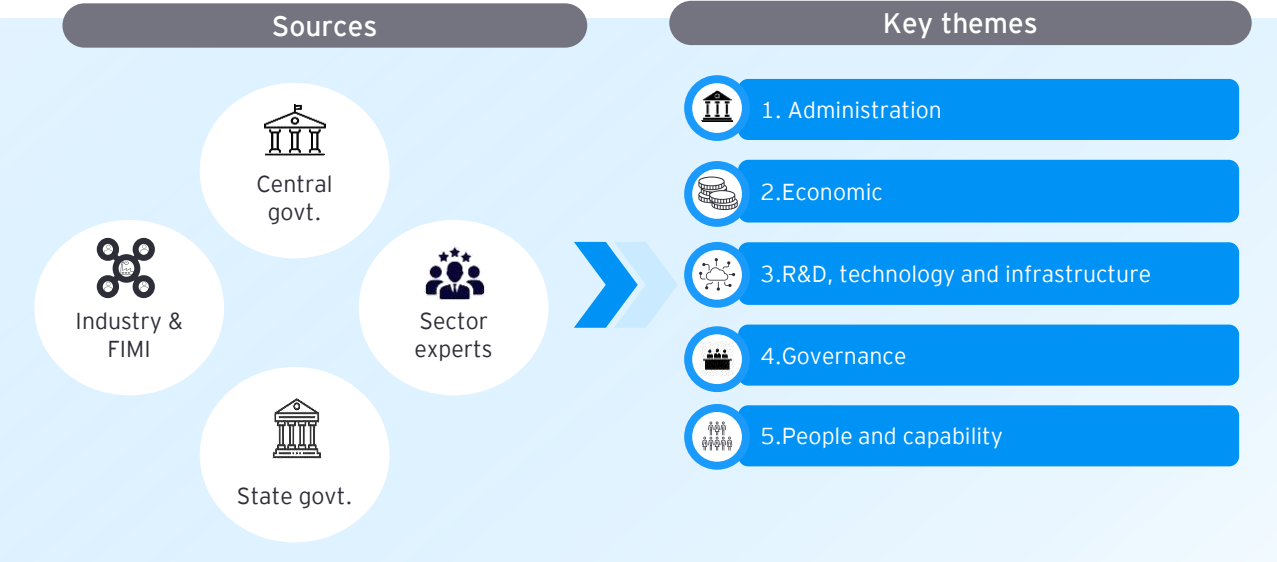 Sources
Central
govt.
Industry &
FIMI
Sector
experts
State govt.
Key themes
1. Administration
2.Economic
3.R&D, technology and infrastructure
4.Governance
5.People and capability